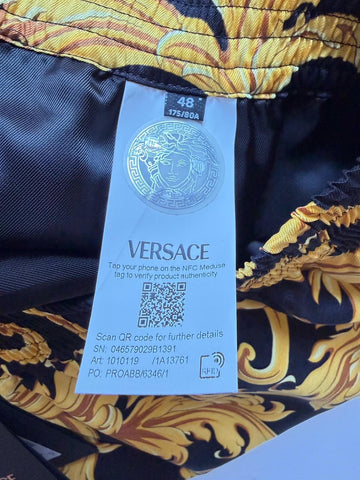 48
175/80A
VERSACE
Tap your phone on the NFC Medusa
tag to verify product authenticity
Scan QR code for further details
SN: 046579029B1391
Art: 1010119 /1A13761
PO: PROABB/6346/1
RFID